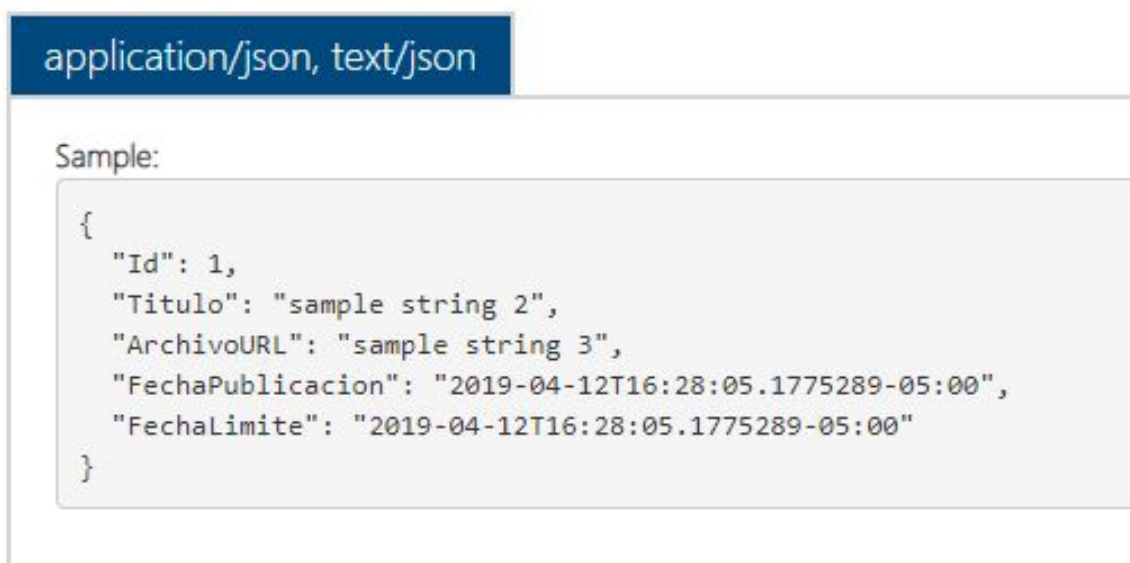 application/json, text/json
Sample:
{
"Id": 1,
"Titulo": "sample string 2",
"ArchivoURL": "sample string 3",
"FechaPublicacion": "2019-04-12T16:28:05.1775289-05:00",
"FechaLimite": "2019-04-12T16:28:05.1775289-05:00"
}